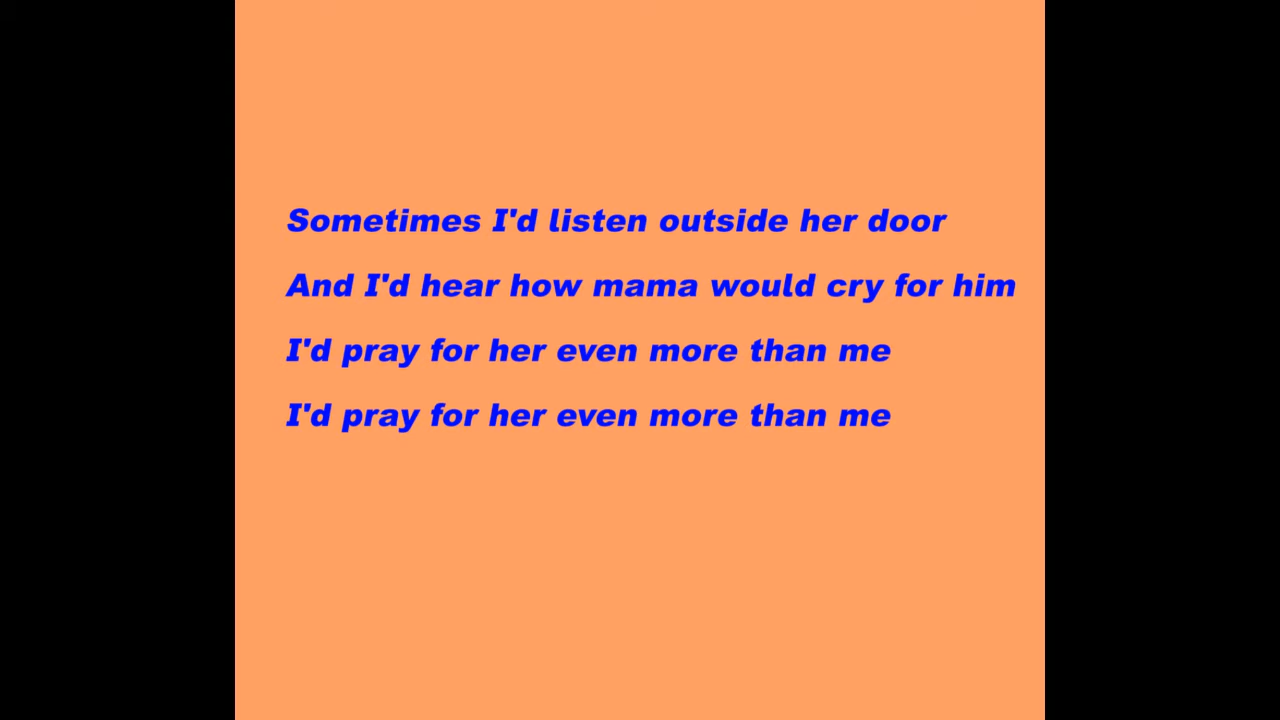 Sometimes I'd listen outside her door
And I'd hear how mama would cry for him
I'd pray for her even more than me
I'd pray for her even more than me